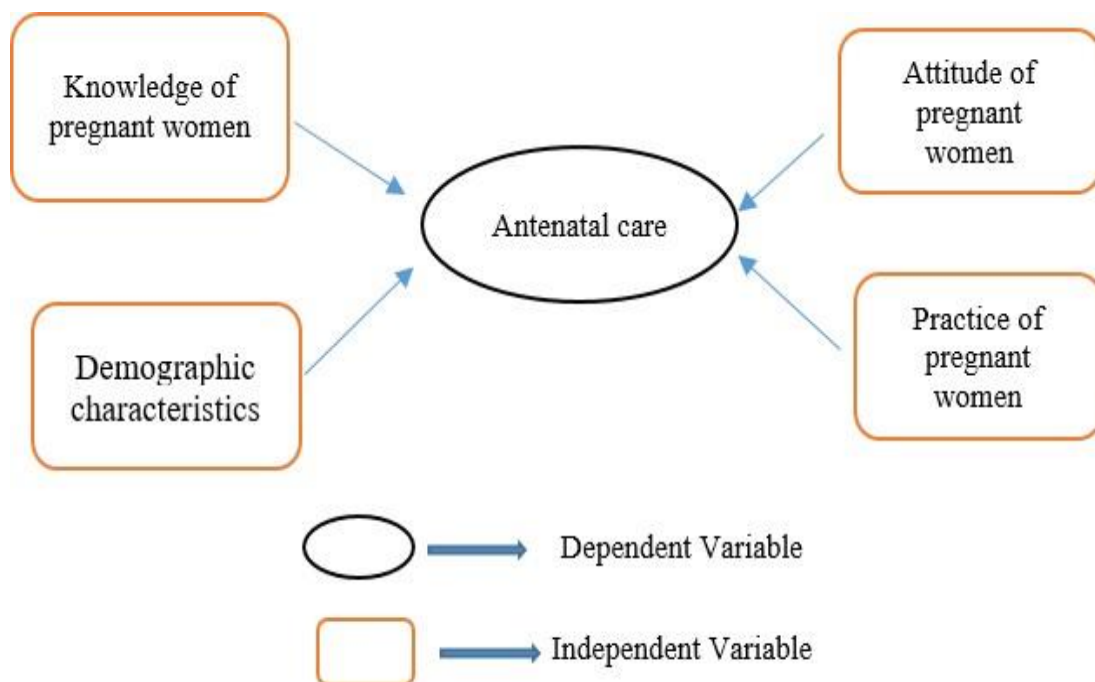 Knowledge of
pregnant women
Attitude of
pregnant
women
Antenatal care
Demographic
characteristics
Practice of
pregnant
women
Dependent Variable
Independent Variable